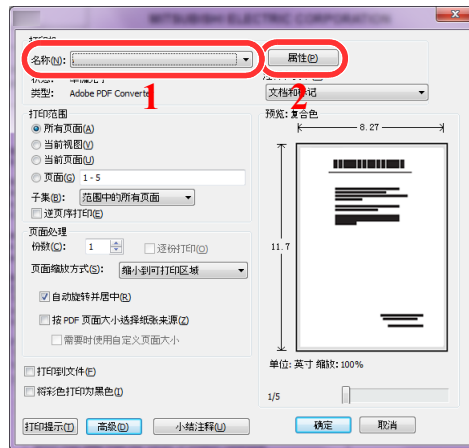 MITSUBISHI ELECTRIC CORPORATION
打印机
名称(N):
属性(P)
类型: Adobe PDF Converter
1
2
文档和标记
打印范围
所有页面(A)
当前视图(V)
当前页面(U)
页面(G) 1 - 5
子集(B): 范围中的所有页面
逆页序打印(E)
页面处理
份数(C): 1 逐份打印(O)
页面缩放方式(S): 缩小到可打印区域
自动旋转并居中(R)
按 PDF 页面大小选择纸张来源(Z)
需要时使用自定义页面大小
打印到文件(F)
将彩色打印为黑色(I)
预览: 复合色
8.27
11.7
单位: 英寸 缩放: 100%
1/5
打印提示(T) 高级(D) 小结注释(U) 确定 取消